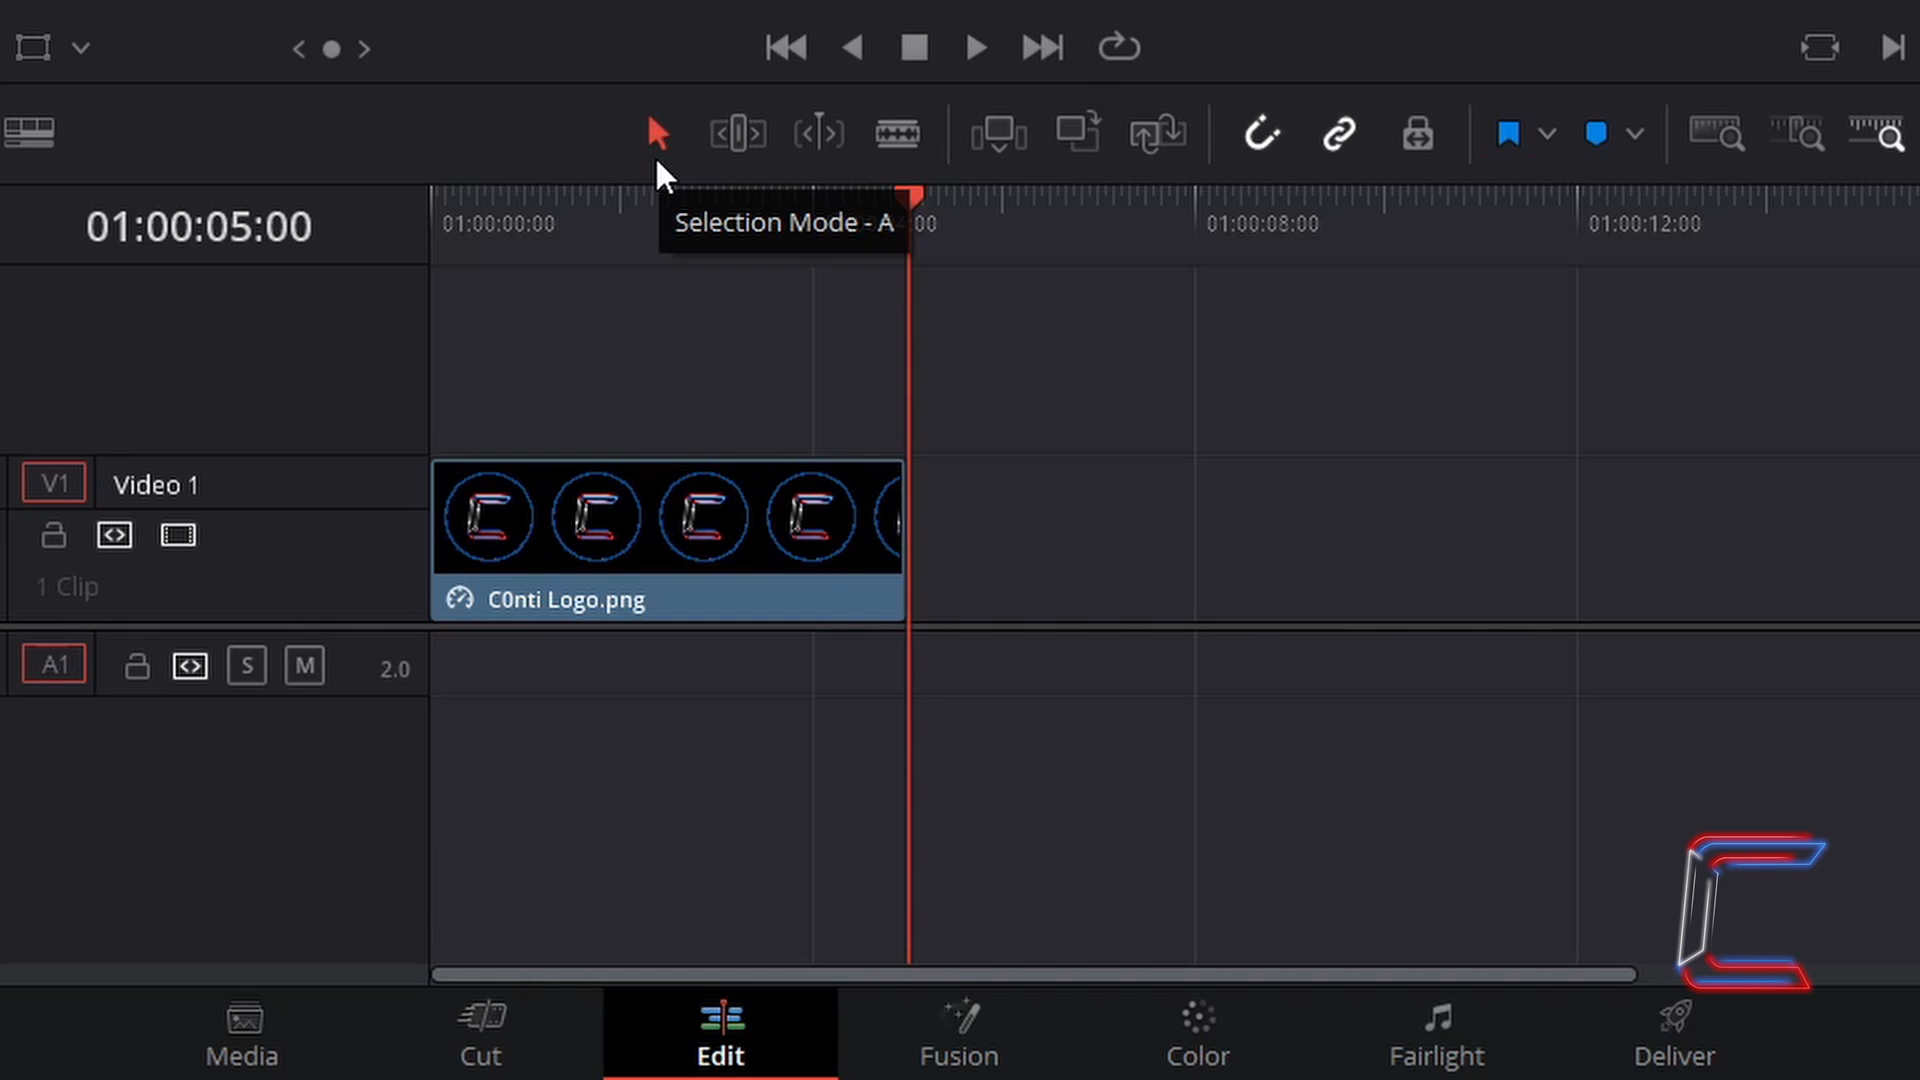 01:00:05:00
01:00:00:00
:00
01:00:08:00
01:00:12:00
Selection Mode - A
V1
Video 1
1 Clip
C0nti Logo.png
A1
S
M
2.0
Media
Cut
Edit
Fusion
Color
Fairlight
Deliver